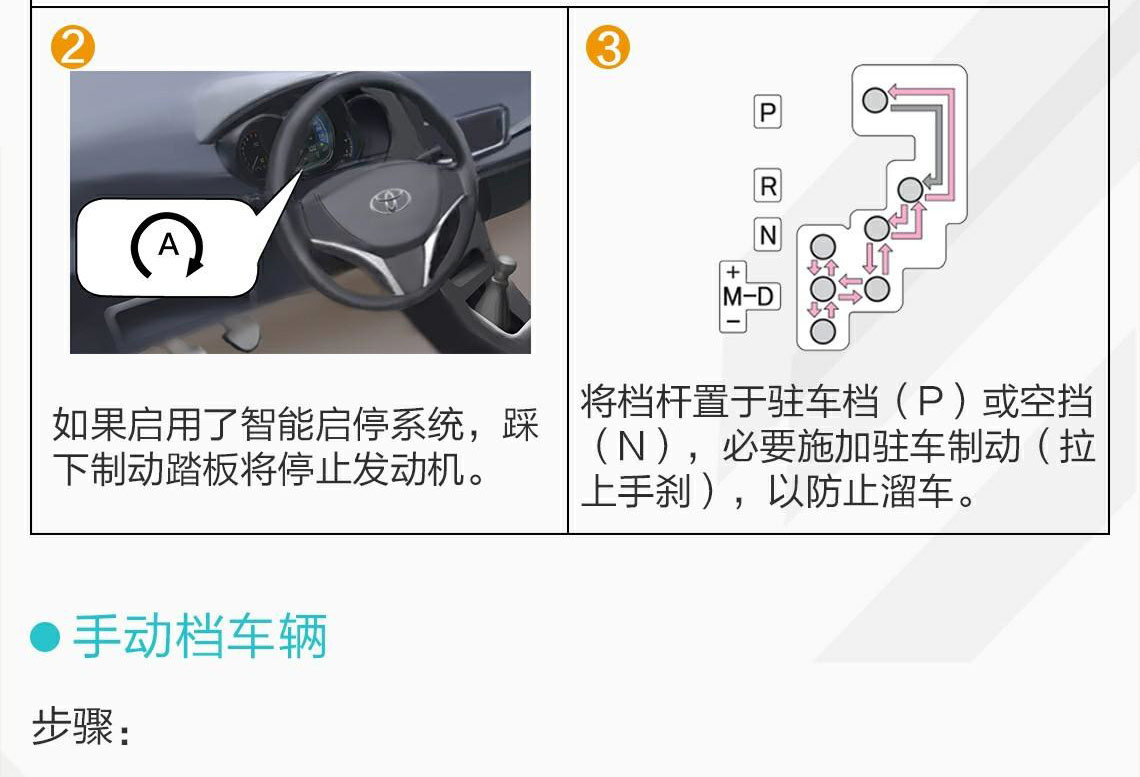 2
A
如果启用了智能启停系统，踩
下制动踏板将停止发动机。
3
P
R
N
+
M-D
-
将档杆置于驻车档（P）或空挡
（N），必要施加驻车制动（拉
上手刹），以防止溜车。
手动档车辆
步骤：